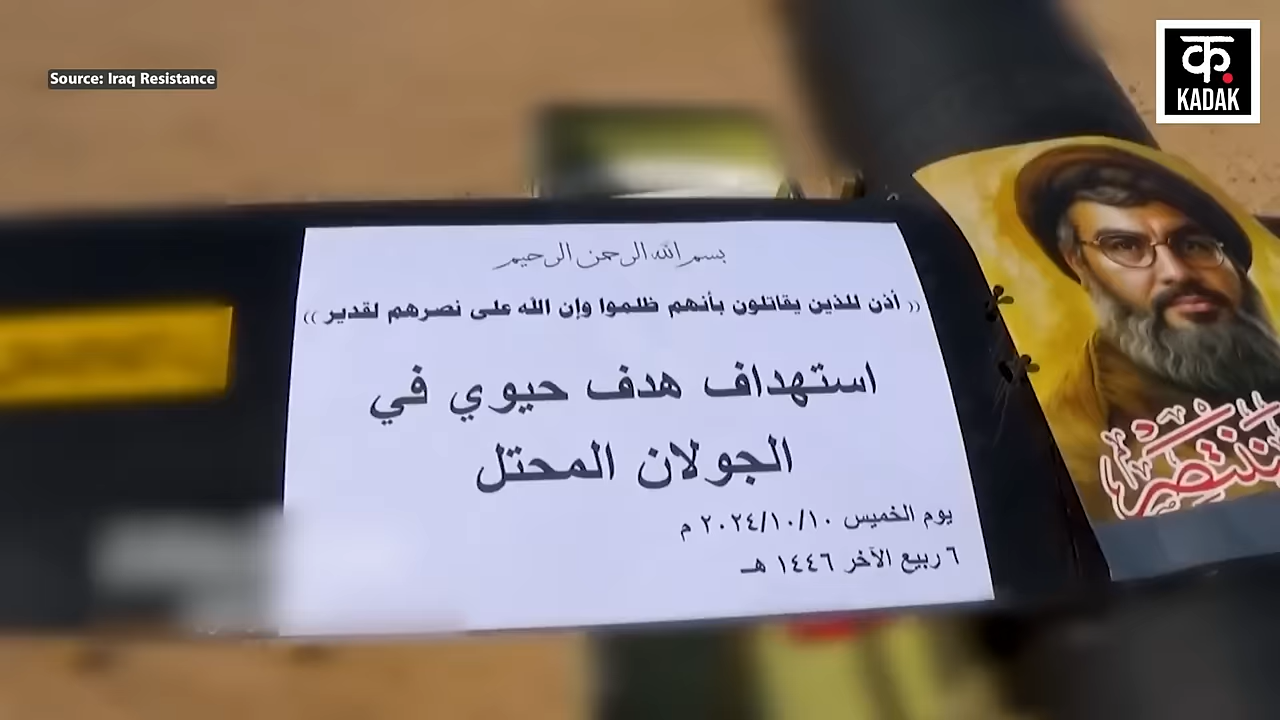 Source: Iraq Resistance
क.
KADAK
بسم الله الرحمن الرحيم
(( أذن للذين يقاتلون بأنهم ظلموا وإن الله على نصرهم لقدير ))
استهداف هدف حيوي في
الجولان المحتل
يوم الخميس ٢٠٢٤/١٠/١٠ م
٦ ربيع الآخر ١٤٤٦ هـ